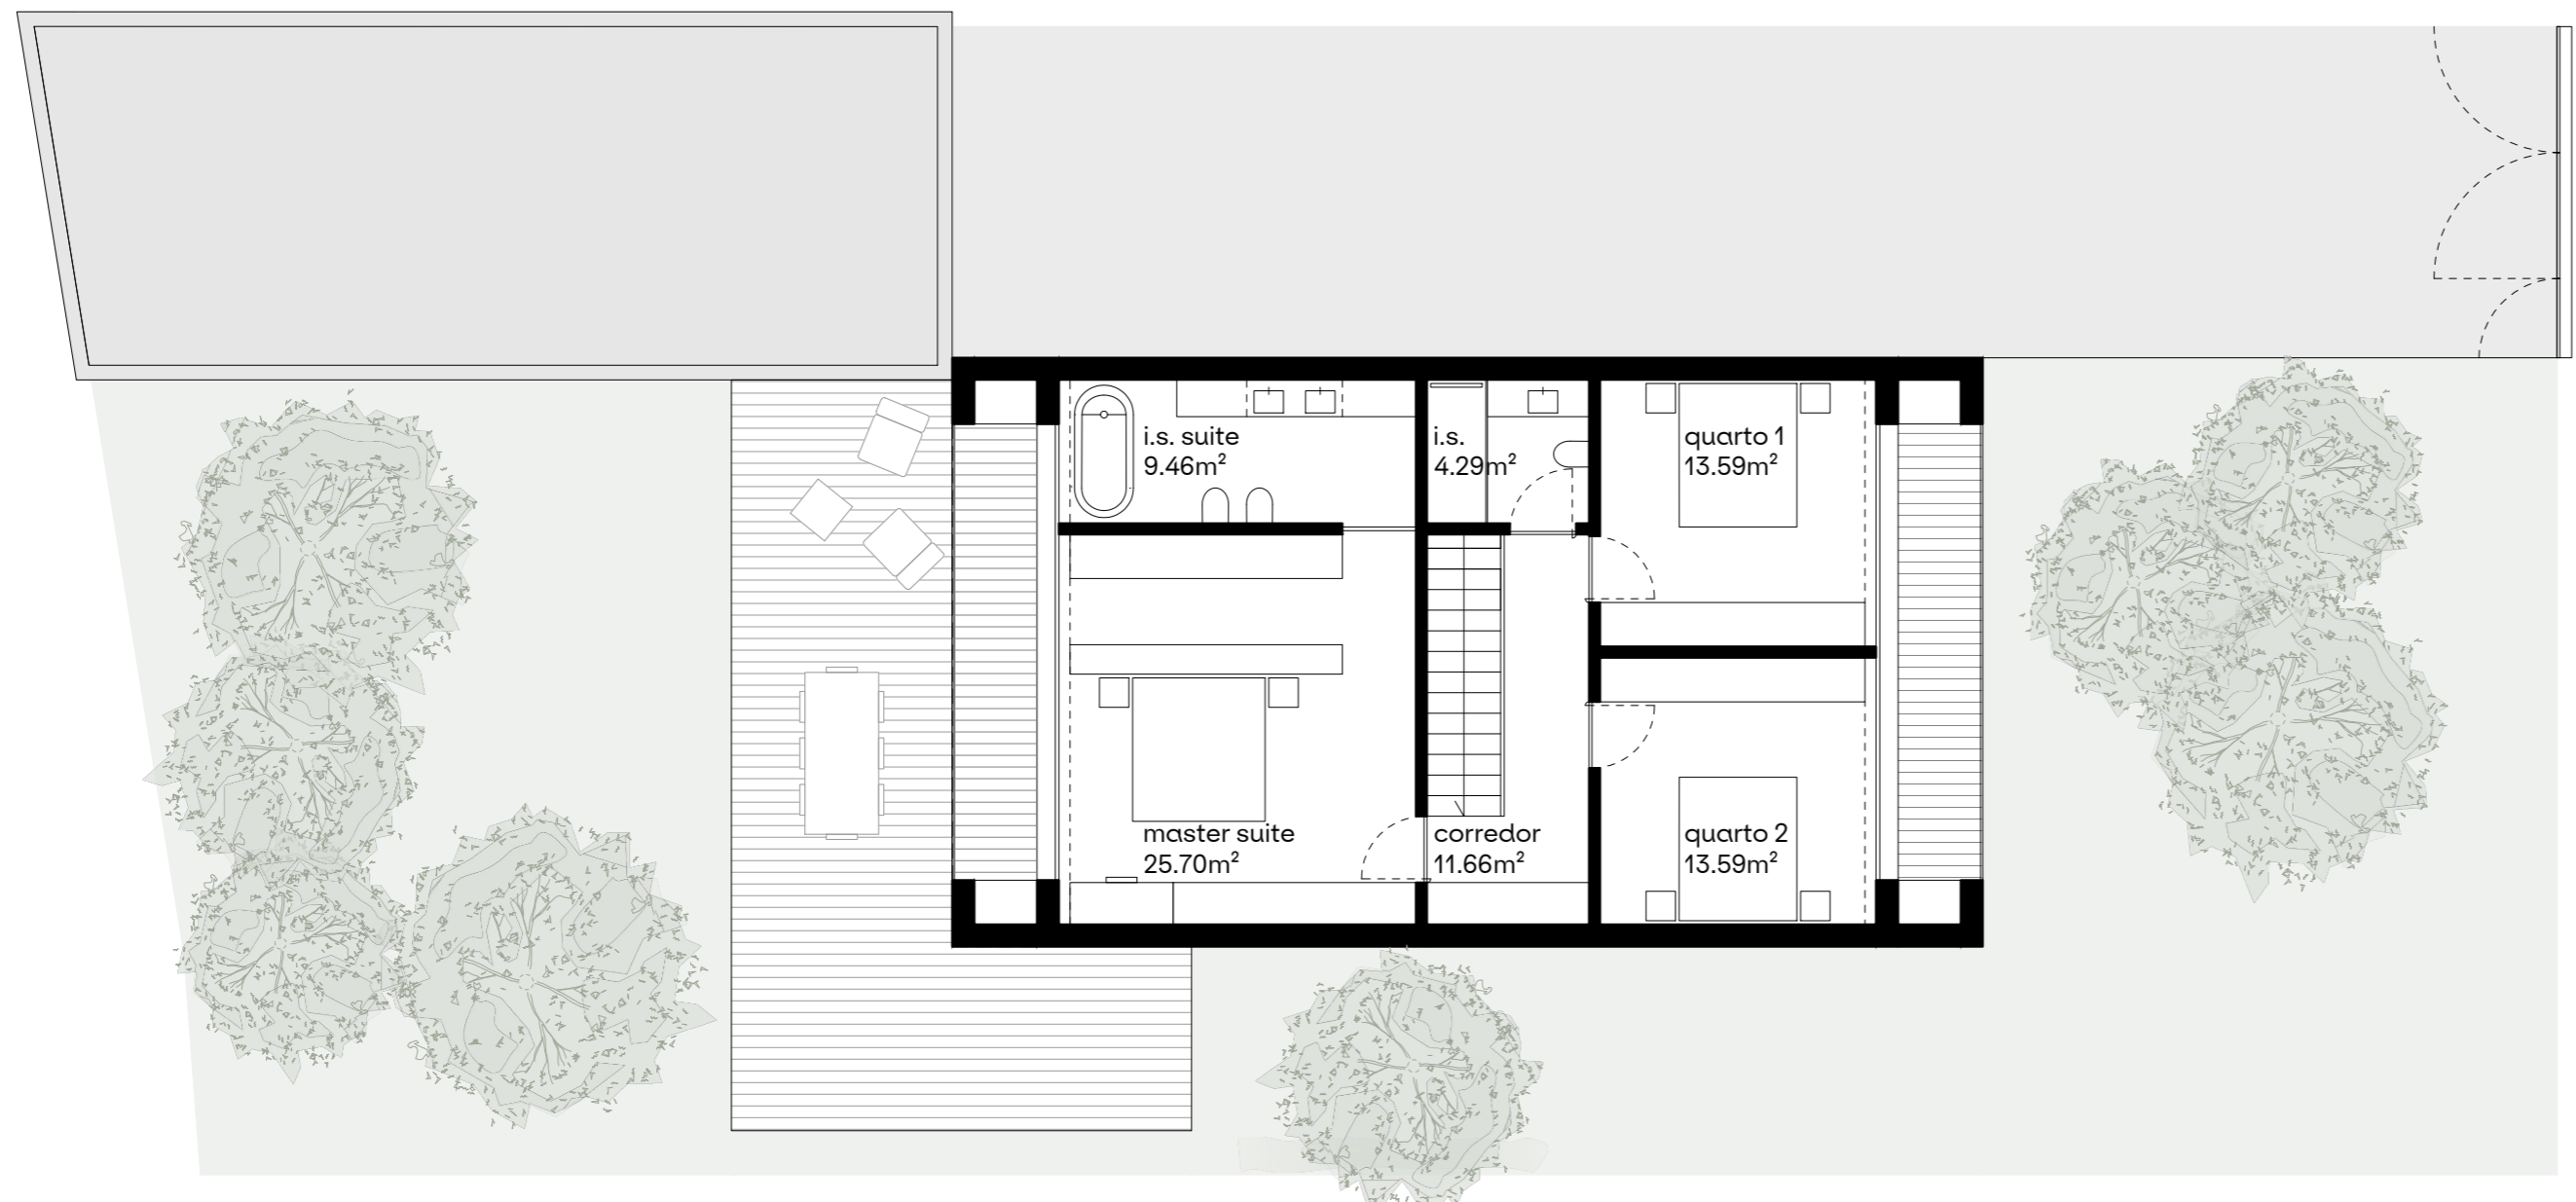 i.s. suite
9.46m²
i.s.
4.29m²
quarto 1
13.59m²
master suite
25.70m²
corredor
11.66m²
quarto 2
13.59m²